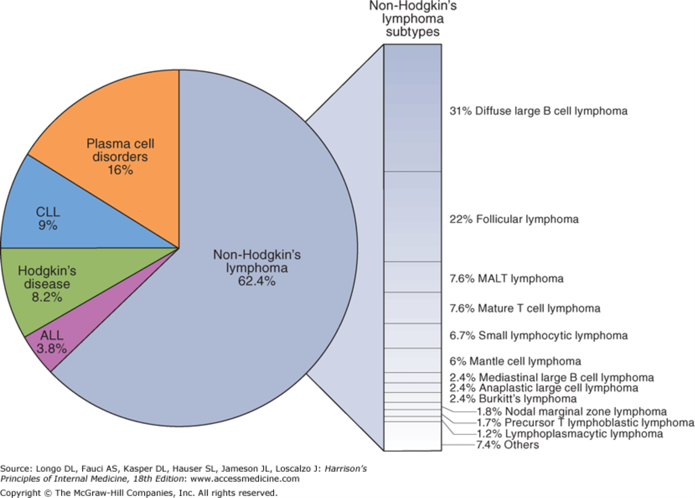 Non-Hodgkin's
lymphoma
subtypes
Plasma cell
disorders
16%
CLL
9%
Hodgkin's
disease
8.2%
ALL
3.8%
Non-Hodgkin's
lymphoma
62.4%
31% Diffuse large B cell lymphoma
22% Follicular lymphoma
7.6% MALT lymphoma
7.6% Mature T cell lymphoma
6.7% Small lymphocytic lymphoma
6% Mantle cell lymphoma
2.4% Mediastinal large B cell lymphoma
2.4% Anaplastic large cell lymphoma
2.4% Burkitt's lymphoma
1.8% Nodal marginal zone lymphoma
1.7% Precursor T lymphoblastic lymphoma
1.2% Lymphoplasmacytic lymphoma
7.4% Others
Source: Longo DL, Fauci AS, Kasper DL, Hauser SL, Jameson JL, Loscalzo J: Harrison's
Principles of Internal Medicine, 18th Edition: www.accessmedicine.com
Copyright © The McGraw-Hill Companies, Inc. All rights reserved.